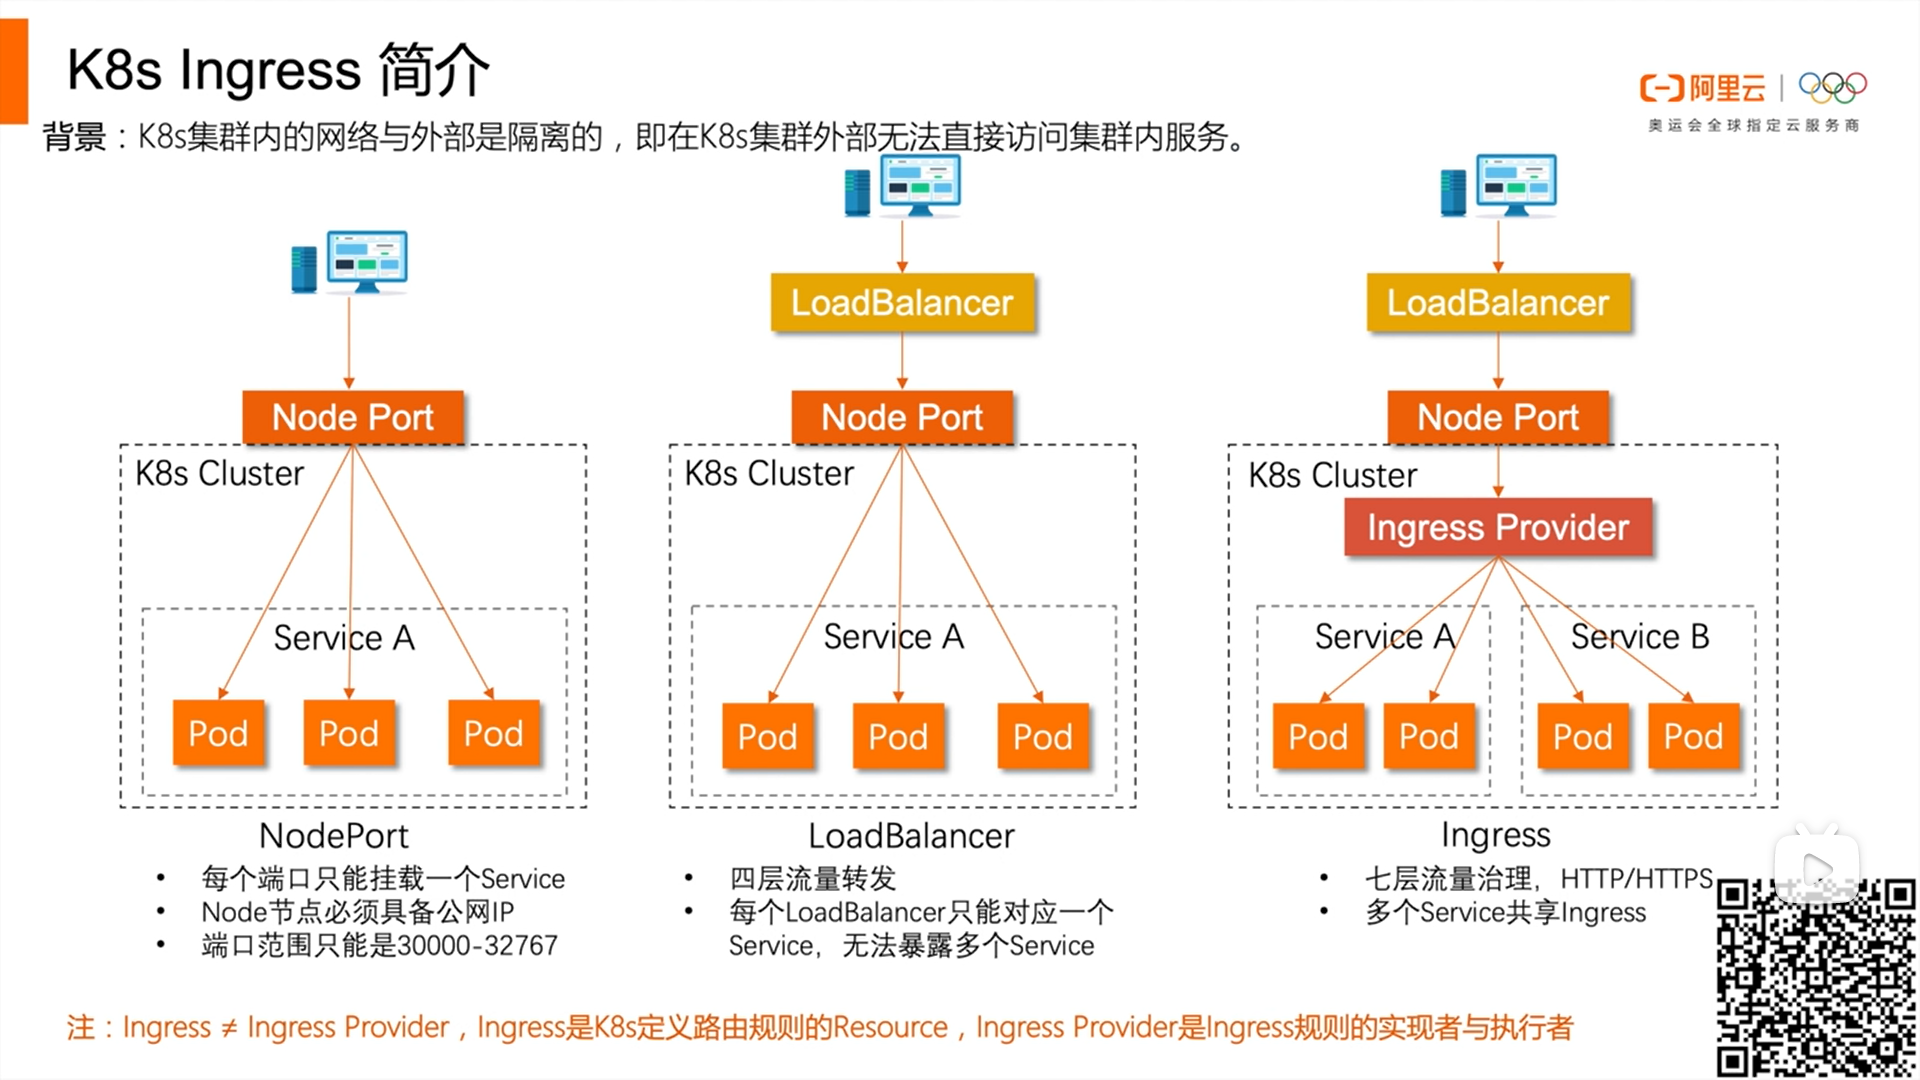 K8s Ingress 简介
阿里云
奥运会全球指定云服务商
背景：K8s集群内的网络与外部是隔离的，即在K8s集群外部无法直接访问集群内服务。
Node Port
K8s Cluster
Service A
Pod
Pod
Pod
NodePort
• 每个端口只能挂载一个Service
• Node节点必须具备公网IP
• 端口范围只能是30000-32767
LoadBalancer
Node Port
K8s Cluster
Service A
Pod
Pod
Pod
LoadBalancer
• 四层流量转发
• 每个LoadBalancer只能对应一个
Service，无法暴露多个Service
LoadBalancer
Node Port
K8s Cluster
Ingress Provider
Service A
Service B
Pod
Pod
Pod
Pod
Ingress
• 七层流量治理，HTTP/HTTPS
• 多个Service共享Ingress
注：Ingress ≠ Ingress Provider，Ingress是K8s定义路由规则的Resource，Ingress Provider是Ingress规则的实现者与执行者